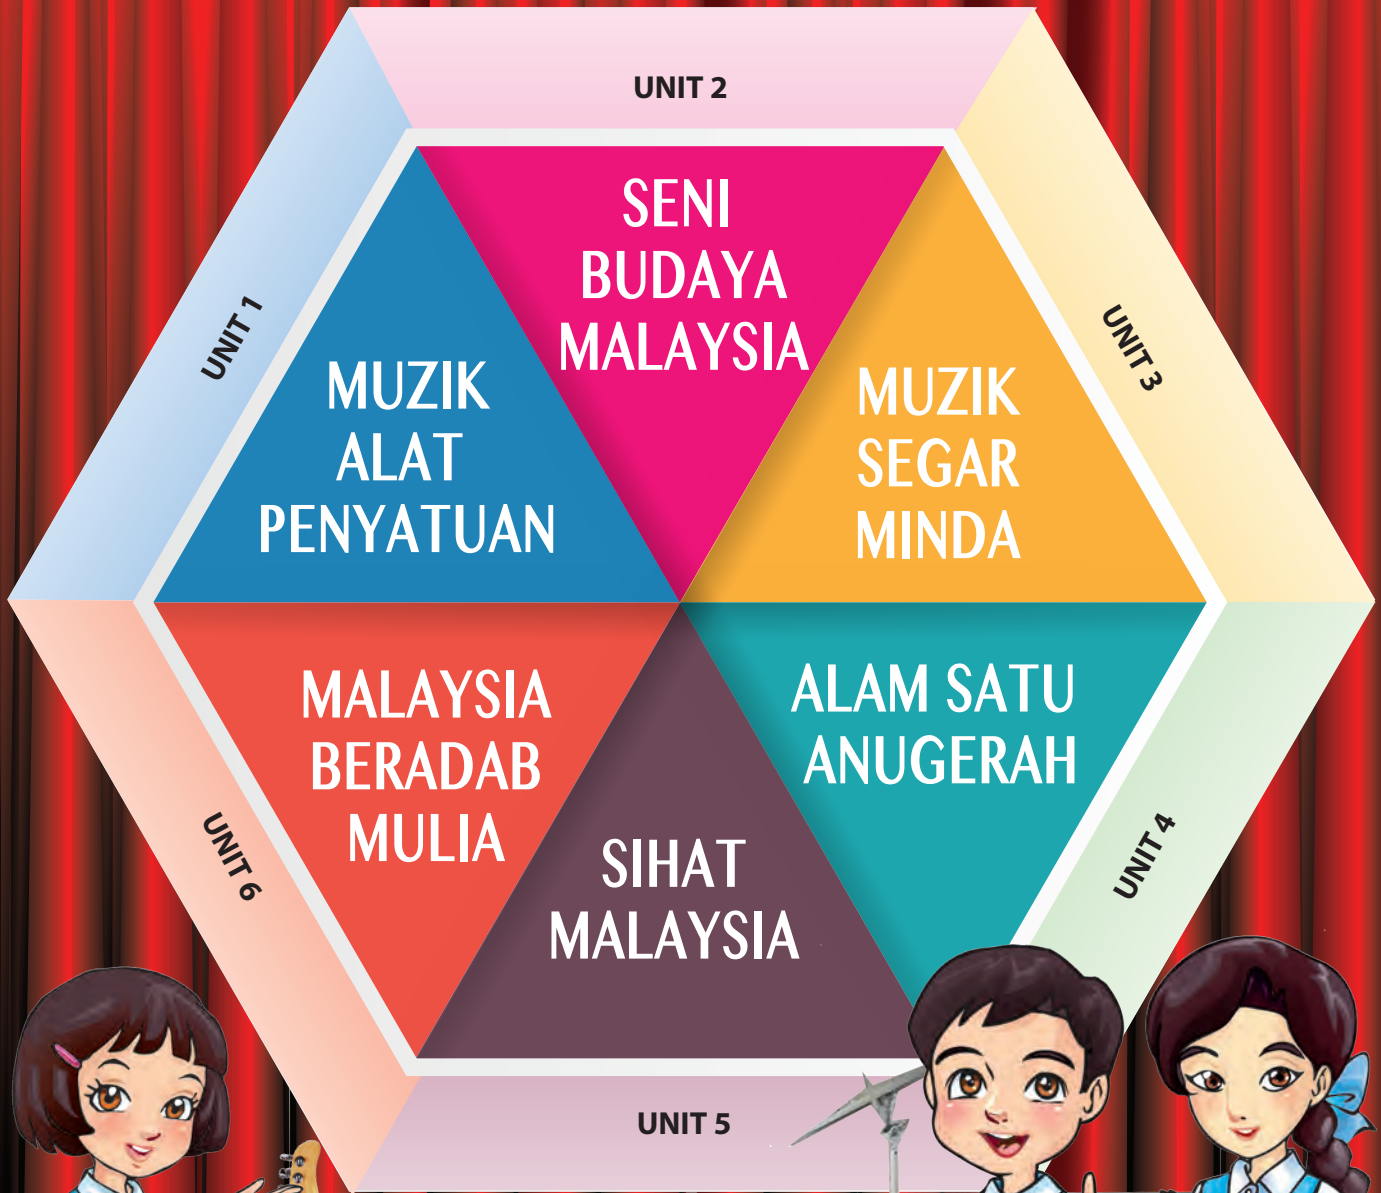 UNIT 1
MUZIK
ALAT
PENYATUAN
UNIT 2
SENI
BUDAYA
MALAYSIA
UNIT 3
MUZIK
SEGAR
MINDA
UNIT 4
ALAM SATU
ANUGERAH
UNIT 5
SIHAT
MALAYSIA
UNIT 6
MALAYSIA
BERADAB
MULIA